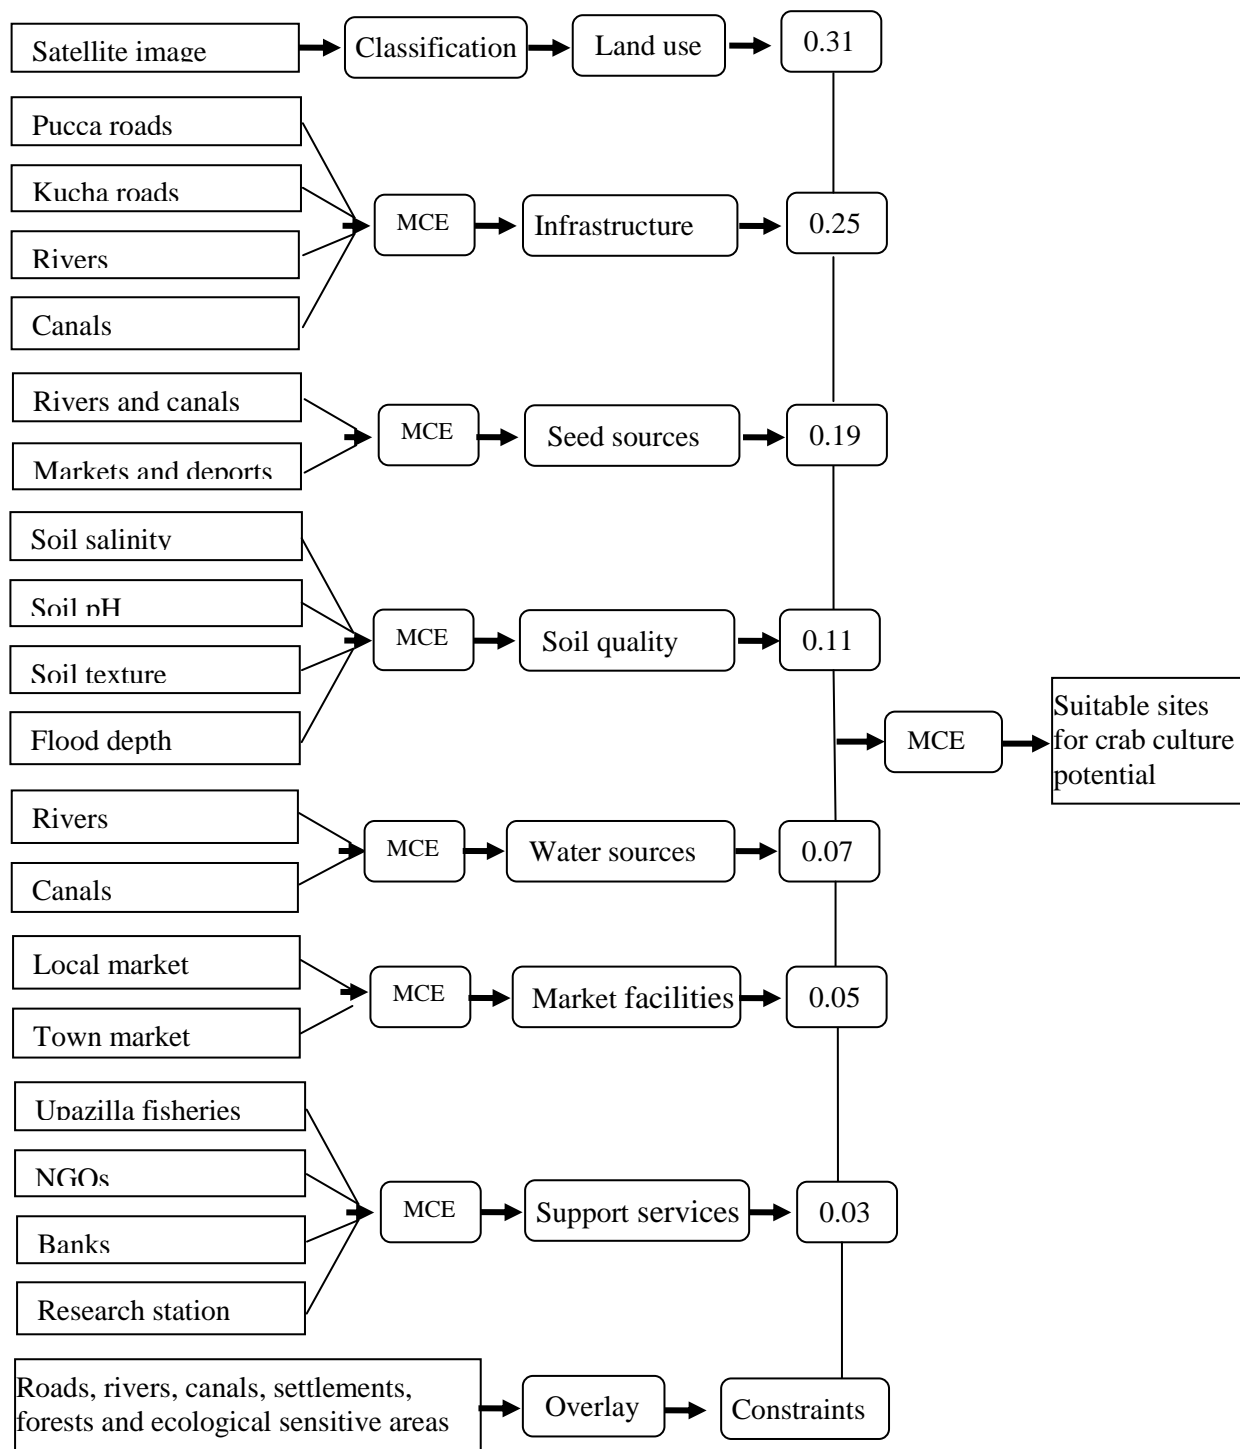 Satellite image
Classification
Land use
0.31
Pucca roads
Kucha roads
Rivers
Canals
MCE
Infrastructure
0.25
Rivers and canals
Markets and deports
MCE
Seed sources
0.19
Soil salinity
Soil pH
Soil texture
Flood depth
MCE
Soil quality
0.11
MCE
Suitable sites
for crab culture
potential
Rivers
Canals
MCE
Water sources
0.07
Local market
Town market
MCE
Market facilities
0.05
Upazilla fisheries
NGOs
Banks
Research station
MCE
Support services
0.03
Roads, rivers, canals, settlements,
forests and ecological sensitive areas
Overlay
Constraints